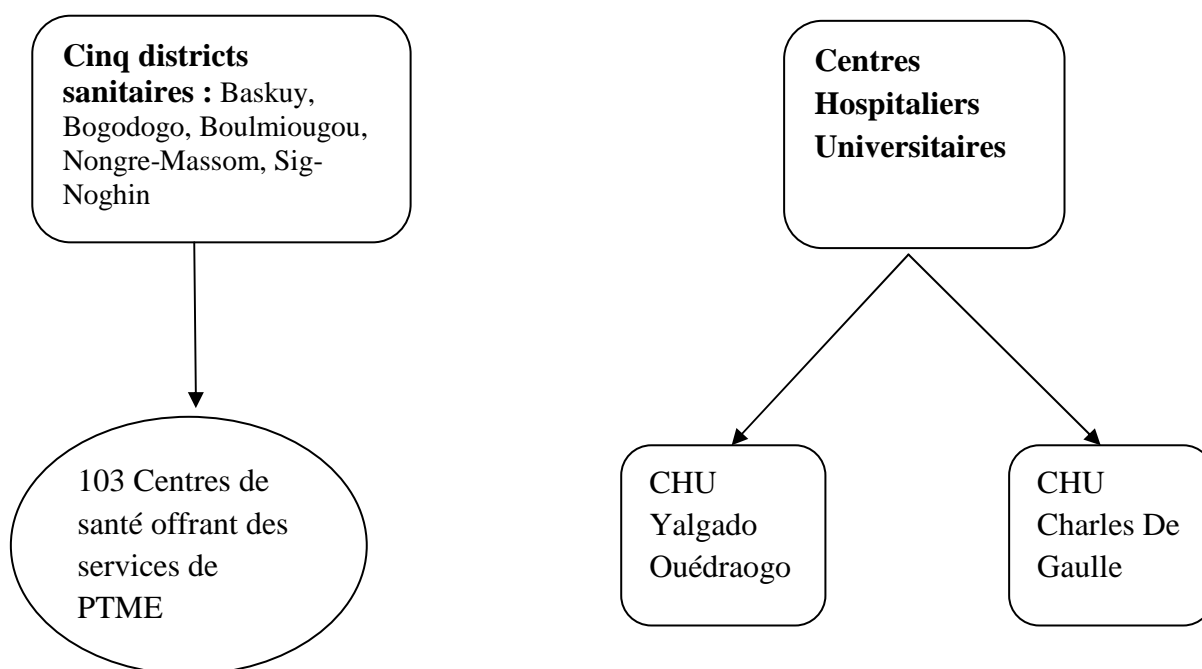 Cinq districts
sanitaires : Baskuy,
Bogodogo, Boulmiougou,
Nongre-Massom, Sig-
Noghin
Centres
Hospitaliers
Universitaires
103 Centres de
santé offrant des
services de
PTME
CHU
Yalgado
Ouédraogo
CHU
Charles De
Gaulle